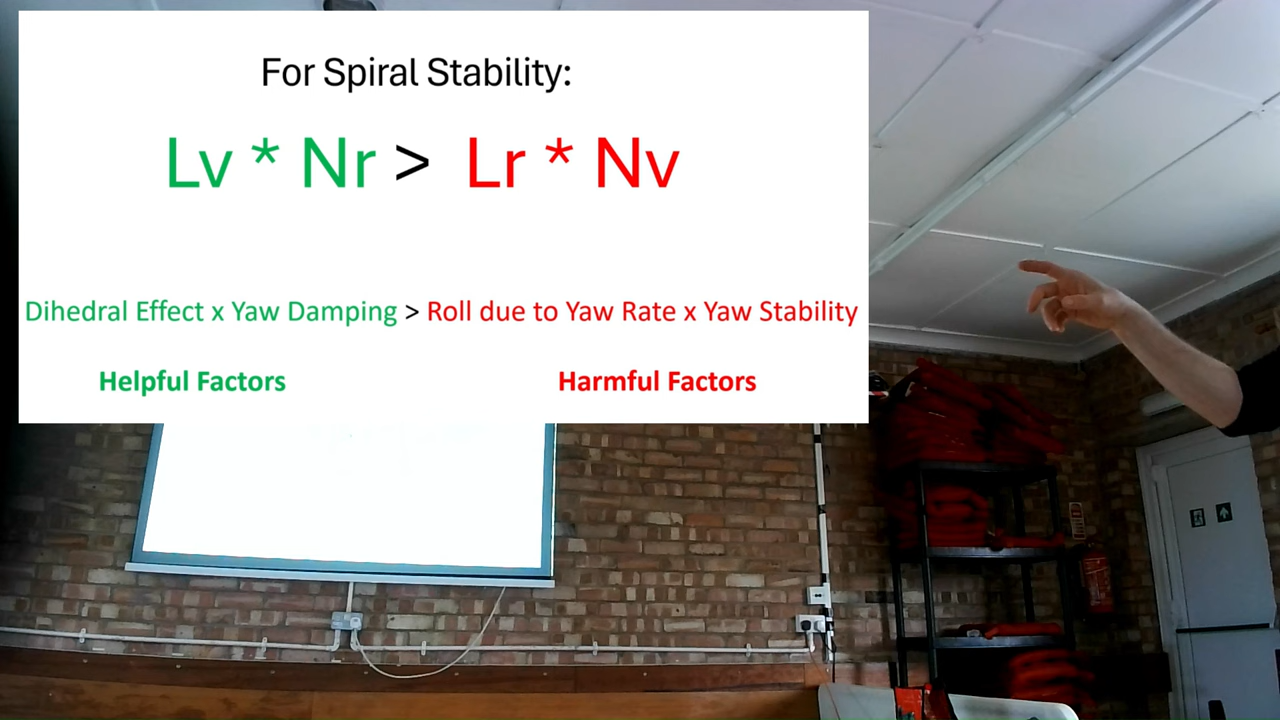 For Spiral Stability:
Lv * Nr > Lr * Nv
Dihedral Effect x Yaw Damping > Roll due to Yaw Rate x Yaw Stability
Helpful Factors
Harmful Factors